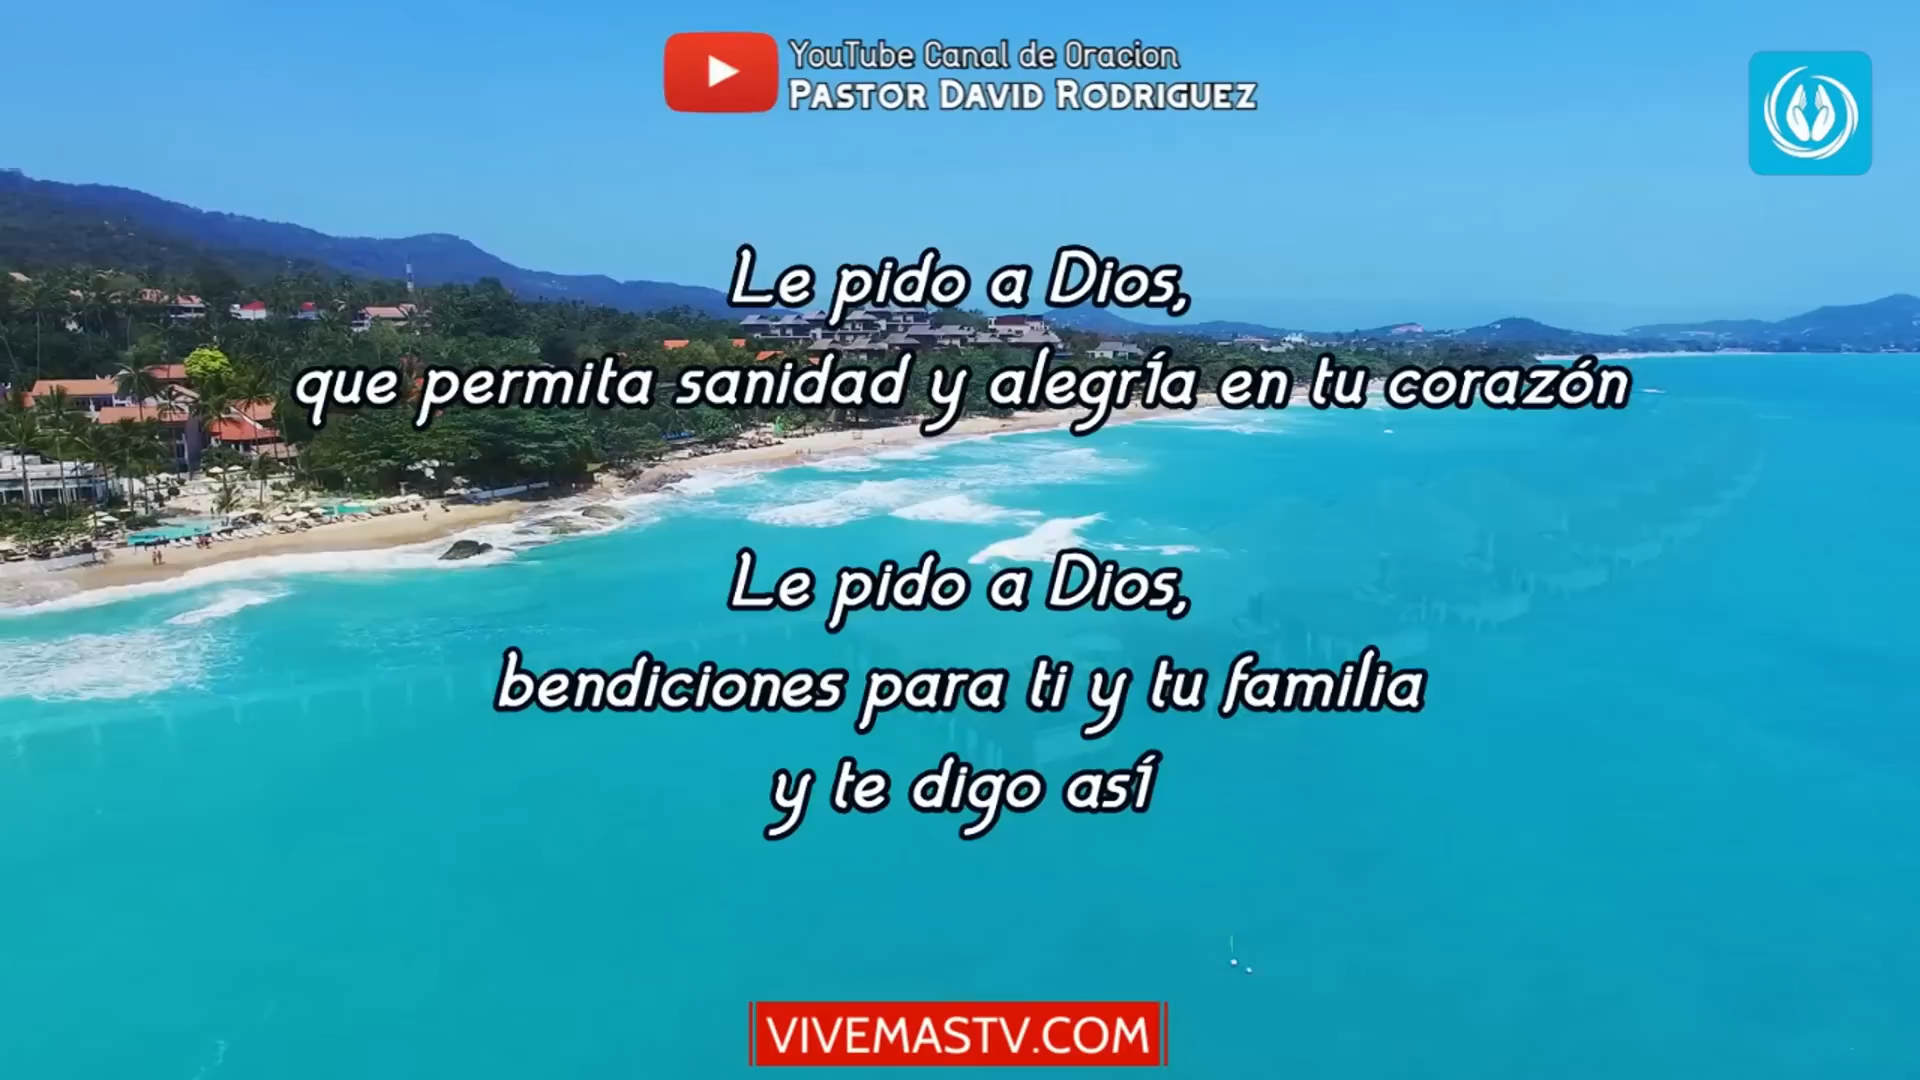 YouTube Canal de Oracion
PASTOR DAVID RODRIGUEZ
Le pido a Dios,
que permita sanidad y alegría en tu corazón
Le pido a Dios,
bendiciones para ti y tu familia
y te digo así
VIVEMASTV.COM